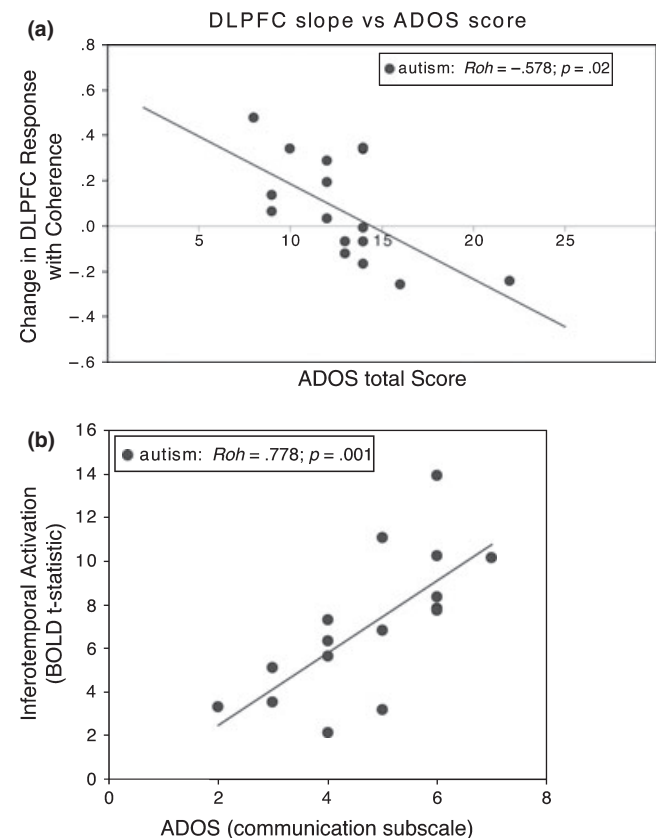 DLPFC slope vs ADOS score
(a)
.8
autism: Roh = –.578; p = .02
.6
.4
.2
.0
5 10 15 20 25
–.2
–.4
–.6
Change in DLPFC Response
with Coherence
ADOS total Score
(b)
16
autism: Roh = .778; p = .001
14
12
10
8
6
4
2
0
Inferotemporal Activation
(BOLD t-statistic)
0 2 4 6 8
ADOS (communication subscale)